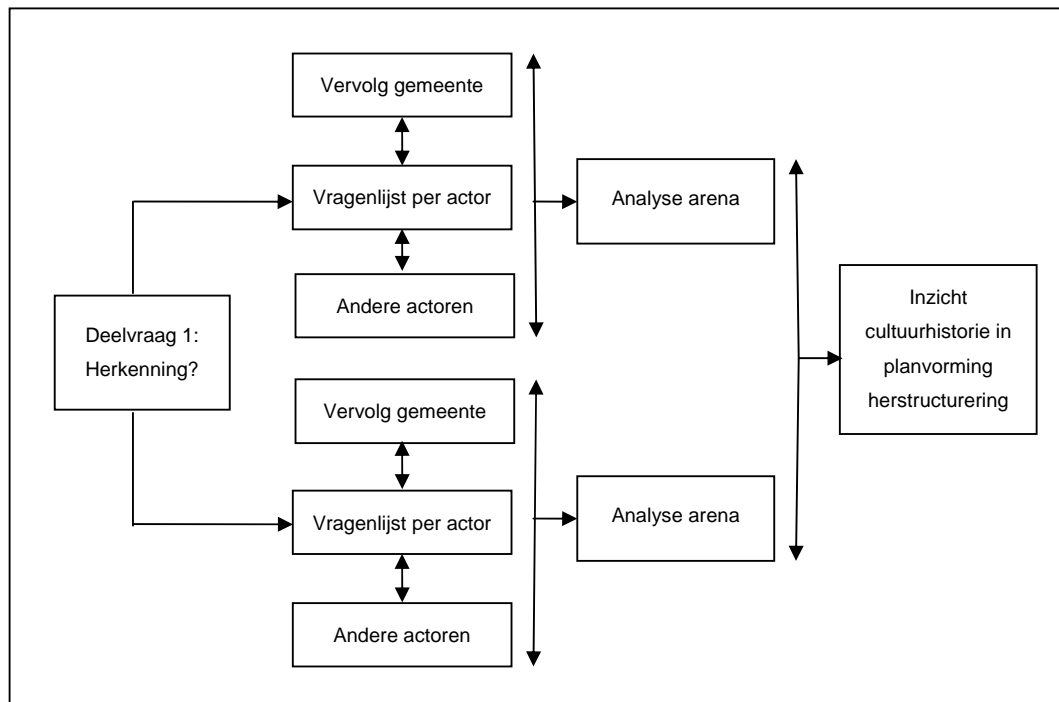 Deelvraag 1:
Herkenning?
Vervolg gemeente
Vragenlijst per actor
Andere actoren
Analyse arena
Vervolg gemeente
Vragenlijst per actor
Andere actoren
Analyse arena
Inzicht
cultuurhistorie in
planvorming
herstructurering